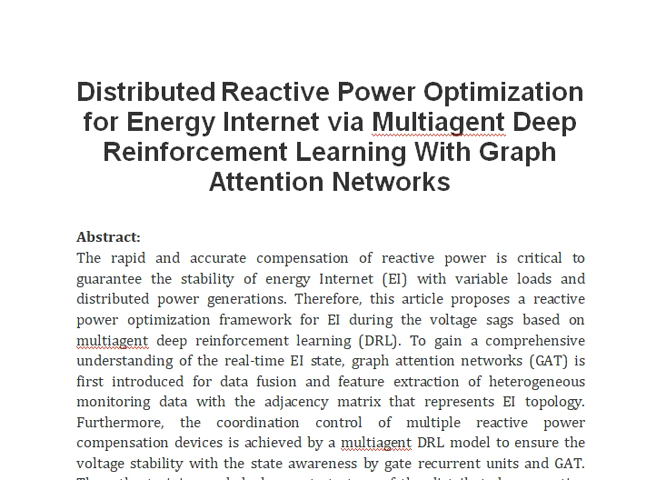 Distributed Reactive Power Optimization
for Energy Internet via Multiagent Deep
Reinforcement Learning With Graph
Attention Networks
Abstract:
The rapid and accurate compensation of reactive power is critical to
guarantee the stability of energy Internet (EI) with variable loads and
distributed power generations. Therefore, this article proposes a reactive
power optimization framework for EI during the voltage sags based on
multiagent deep reinforcement learning (DRL). To gain a comprehensive
understanding of the real-time EI state, graph attention networks (GAT) is
first introduced for data fusion and feature extraction of heterogeneous
monitoring data with the adjacency matrix that represents EI topology.
Furthermore, the coordination control of multiple reactive power
compensation devices is achieved by a multiagent DRL model to ensure the
voltage stability with the state awareness by gate recurrent units and GAT.